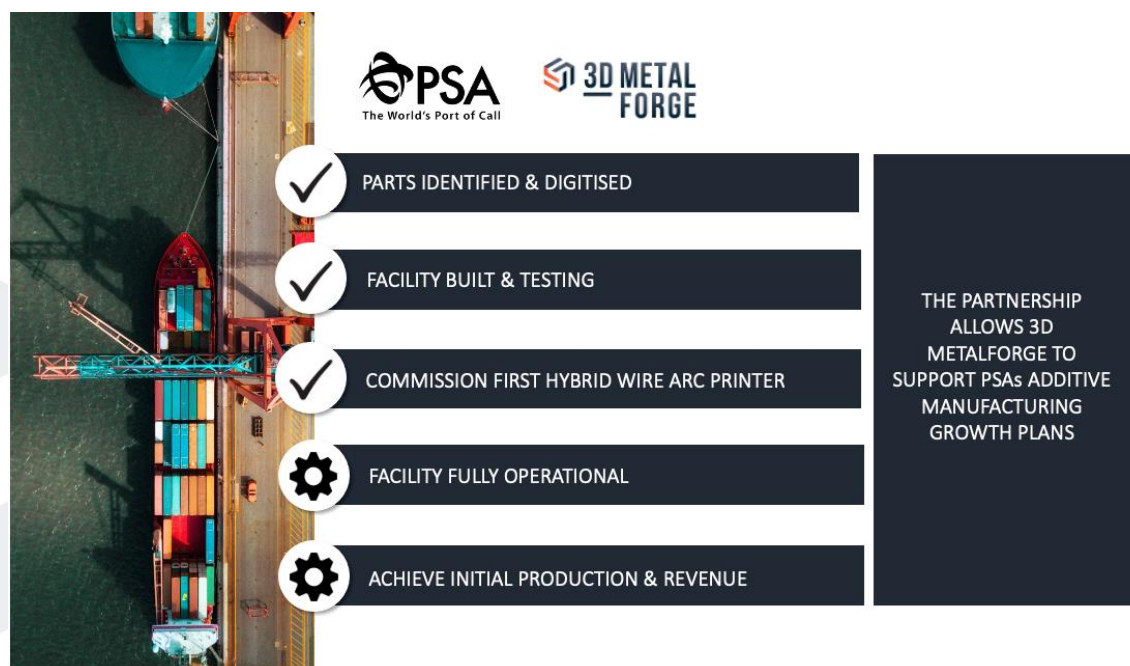 PSA
The World's Port of Call
3D METAL
FORGE
PARTS IDENTIFIED & DIGITISED
FACILITY BUILT & TESTING
COMMISSION FIRST HYBRID WIRE ARC PRINTER
FACILITY FULLY OPERATIONAL
ACHIEVE INITIAL PRODUCTION & REVENUE
THE PARTNERSHIP
ALLOWS 3D
METALFORGE TO
SUPPORT PSAs ADDITIVE
MANUFACTURING
GROWTH PLANS